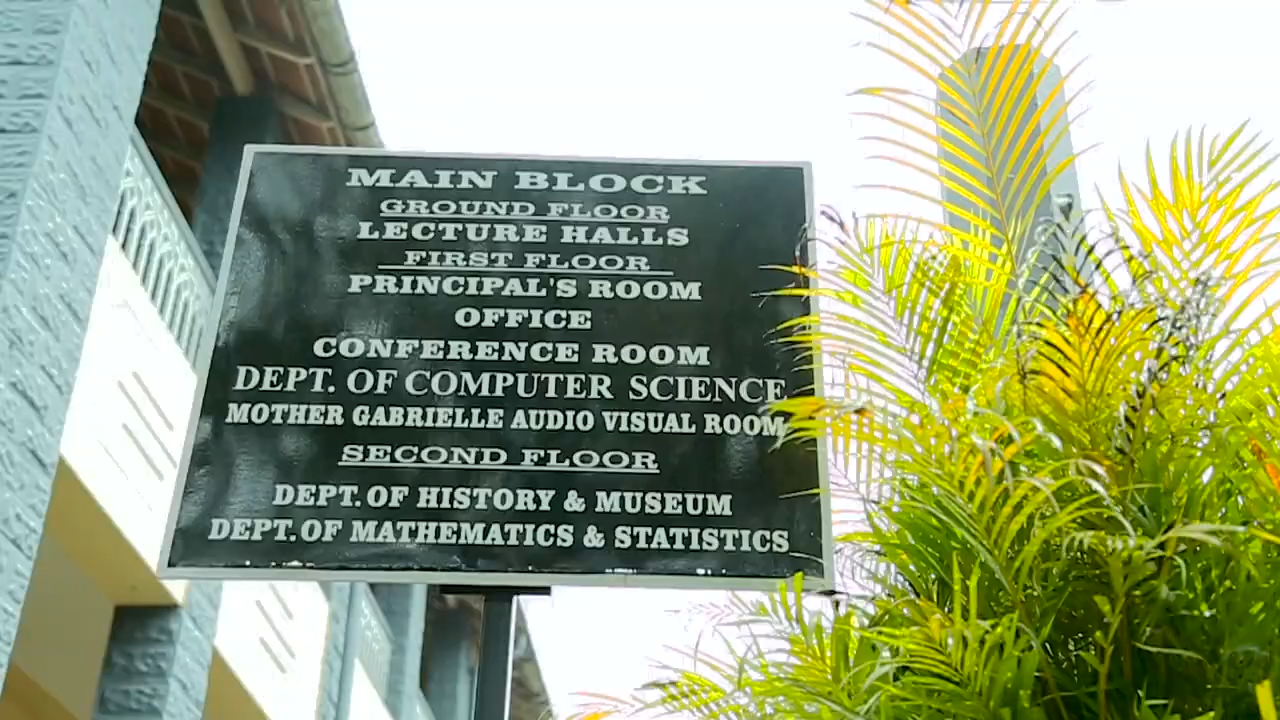 MAIN BLOCK
GROUND FLOOR
LECTURE HALLS
FIRST FLOOR
PRINCIPAL'S ROOM
OFFICE
CONFERENCE ROOM
DEPT. OF COMPUTER SCIENCE
MOTHER GABRIELLE AUDIO VISUAL ROOM
SECOND FLOOR
DEPT. OF HISTORY & MUSEUM
DEPT. OF MATHEMATICS & STATISTICS